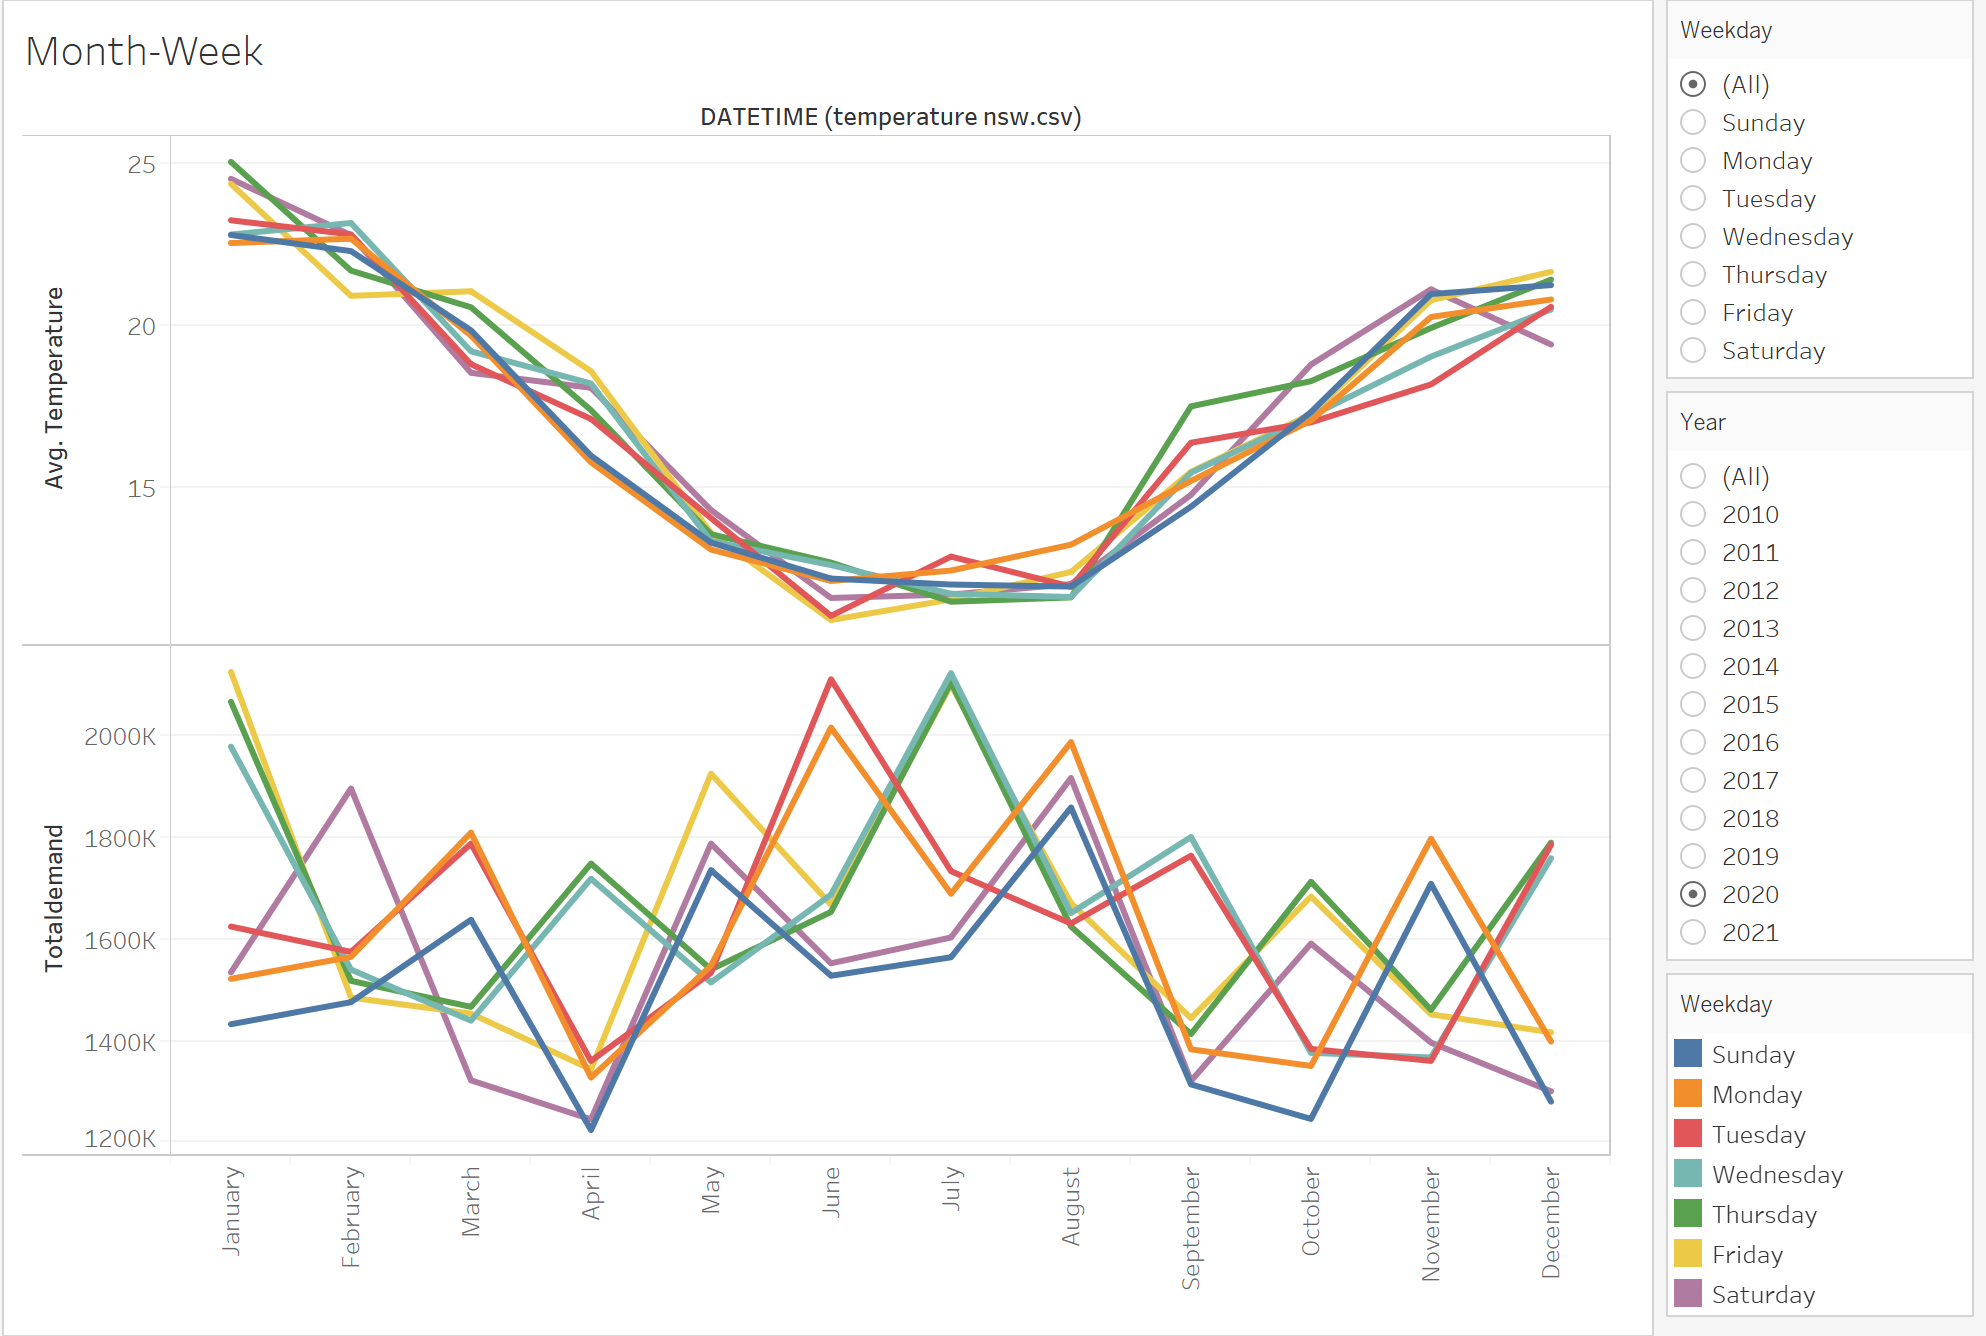 Month-Week
DATETIME (temperature nsw.csv)
Avg. Temperature
25
20
15
Totaldemand
2000K
1800K
1600K
1400K
1200K
January
February
March
April
May
June
July
August
September
October
November
December
Weekday
(All)
Sunday
Monday
Tuesday
Wednesday
Thursday
Friday
Saturday
Year
(All)
2010
2011
2012
2013
2014
2015
2016
2017
2018
2019
2020
2021
Weekday
Sunday
Monday
Tuesday
Wednesday
Thursday
Friday
Saturday